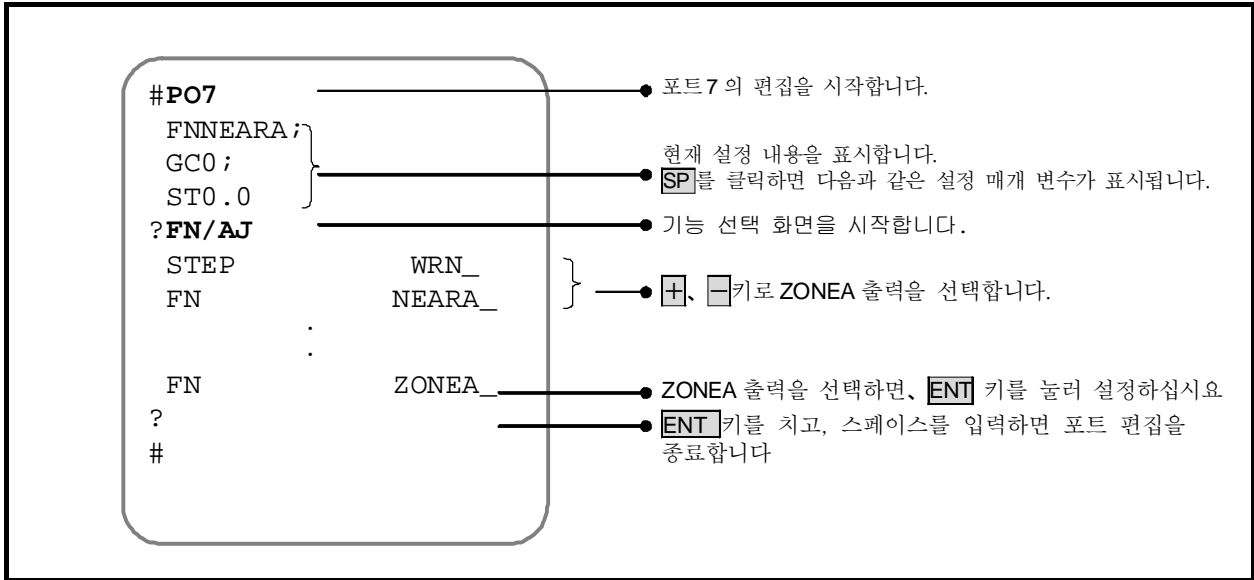 #PO7
포트7 의 편집을 시작합니다.
FNNEARA;
GC0;
ST0.0
현재 설정 내용을 표시합니다.
SP를 클릭하면 다음과 같은 설정 매개 변수가 표시됩니다.
?FN/AJ
기능 선택 화면을 시작합니다.
STEP WRN_
FN NEARA_
+、－키로 ZONEA 출력을 선택합니다.
.
.
FN ZONEA_
ZONEA 출력을 선택하면、ENT 키를 눌러 설정하십시요
?
ENT 키를 치고, 스페이스를 입력하면 포트 편집을
종료합니다
#